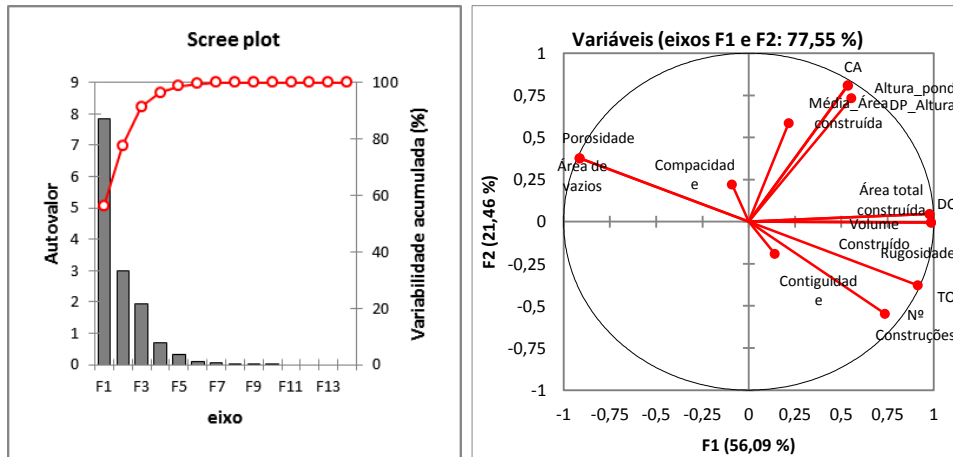 Scree plot
9
8
7
6
5
4
3
2
1
0
Autovalor
100
80
60
40
20
0
Variabilidade acumulada (%)
F1 F3 F5 F7 F9 F11 F13
eixo
Variáveis (eixos F1 e F2: 77,55 %)
1
0,75
0,5
0,25
0
-0,25
-0,5
-0,75
-1
F2 (21,46 %)
CA
Altura_pond
DP_Altura
Média_Área
construída
Porosidade
Área de
vazios
Compacidad
e
Área total
construída
DC
Volume
Construído
Rugosidade
Contiguidad
e
TO
Nº
Construções
-1 -0,75 -0,5 -0,25 0 0,25 0,5 0,75 1
F1 (56,09 %)